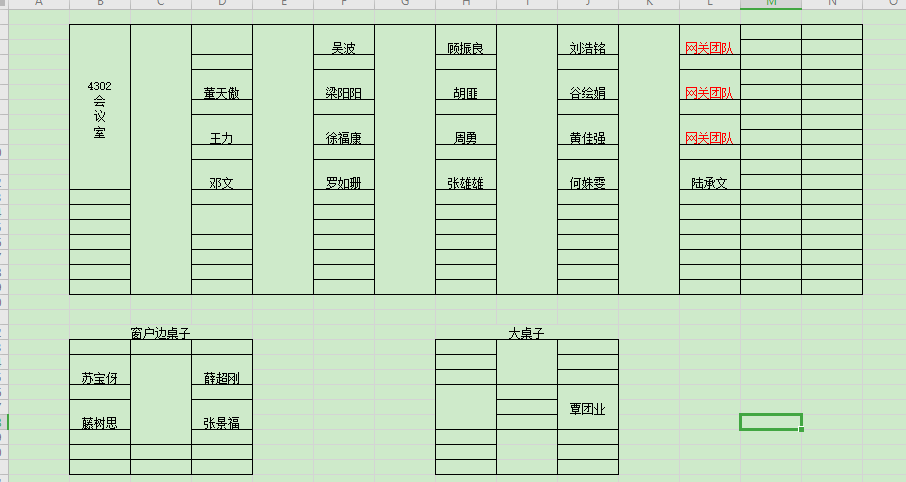 A B C D E F G H I J K L M N O
吴波 顾振良 刘洁铭 网关团队
4302
会
议
室
董天傲 梁阳阳 胡匪 谷绘娟 网关团队
王力 徐福康 周勇 黄佳强 网关团队
邓文 罗如珊 张雄雄 何姝雯 陆承文
窗户边桌子 大桌子
苏宝伢 薛超刚
覃团业
藤树思 张景福